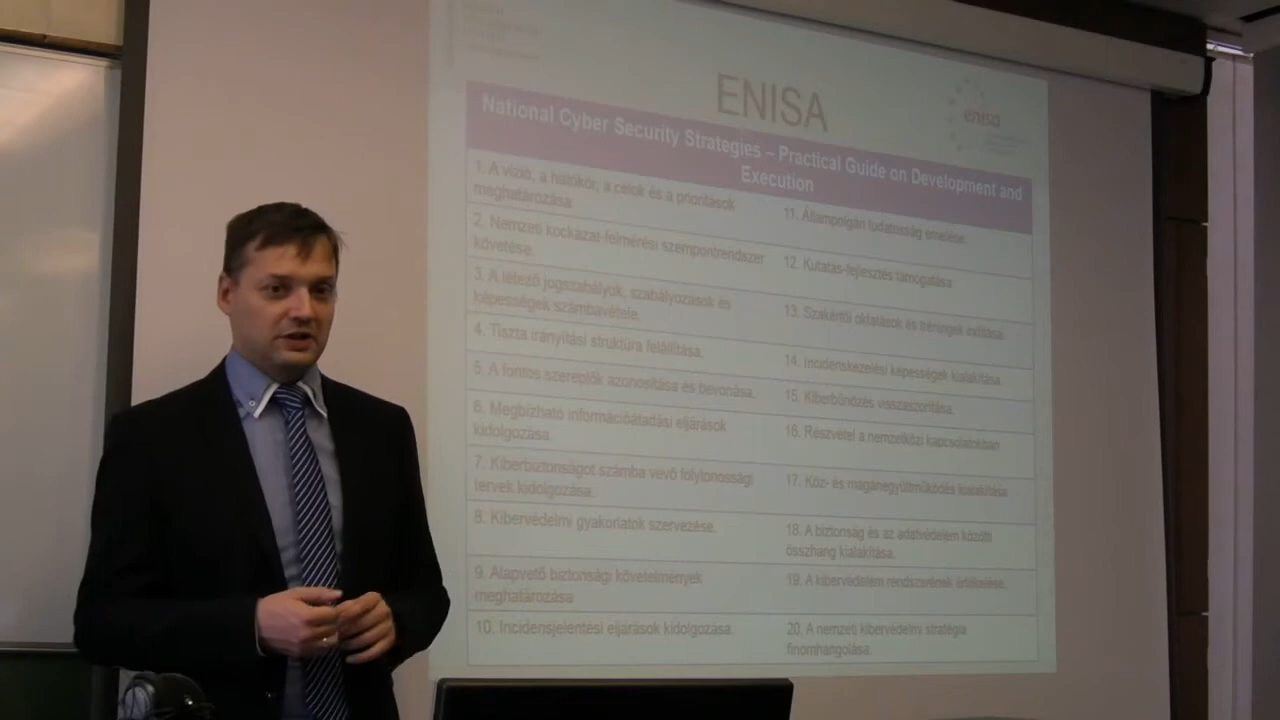 ENISA
enisa
National Cyber Security Strategies – Practical Guide on Development and
Execution
1. A vízió, a hatókör, a célok és a prioritások
meghatározása
2. Nemzeti kockázat-felmérési szempontrendszer
követése.
3. A létező jogszabályok, szabályozások és
képességek számbavétele.
4. Tiszta irányítási struktúra felállítása.
5. A fontos szereplők azonosítása és bevonása.
6. Megbízható információátadási eljárások
kidolgozása.
7. Kiberbiztonságot számba vevő folytonossági
tervek kidolgozása.
8. Kibervédelmi gyakorlatok szervezése.
9. Alapvető biztonsági követelmények
meghatározása
10. Incidensjelentési eljárások kidolgozása.
11. Állampolgári tudatosság emelése.
12. Kutatás-fejlesztés támogatása
13. Szakértői oktatások és tréningek indítása.
14. Incidenskezelési képességek kialakítása.
15. Kiberbűnözés visszaszorítása.
16. Részvétel a nemzetközi kapcsolatokban
17. Köz- és magánegyüttműködés kialakítása
18. A biztonság és az adatvédelem közötti
összhang kialakítása.
19. A kibervédelem rendszerének értékelése.
20. A nemzeti kibervédelmi stratégia
finomhangolása.